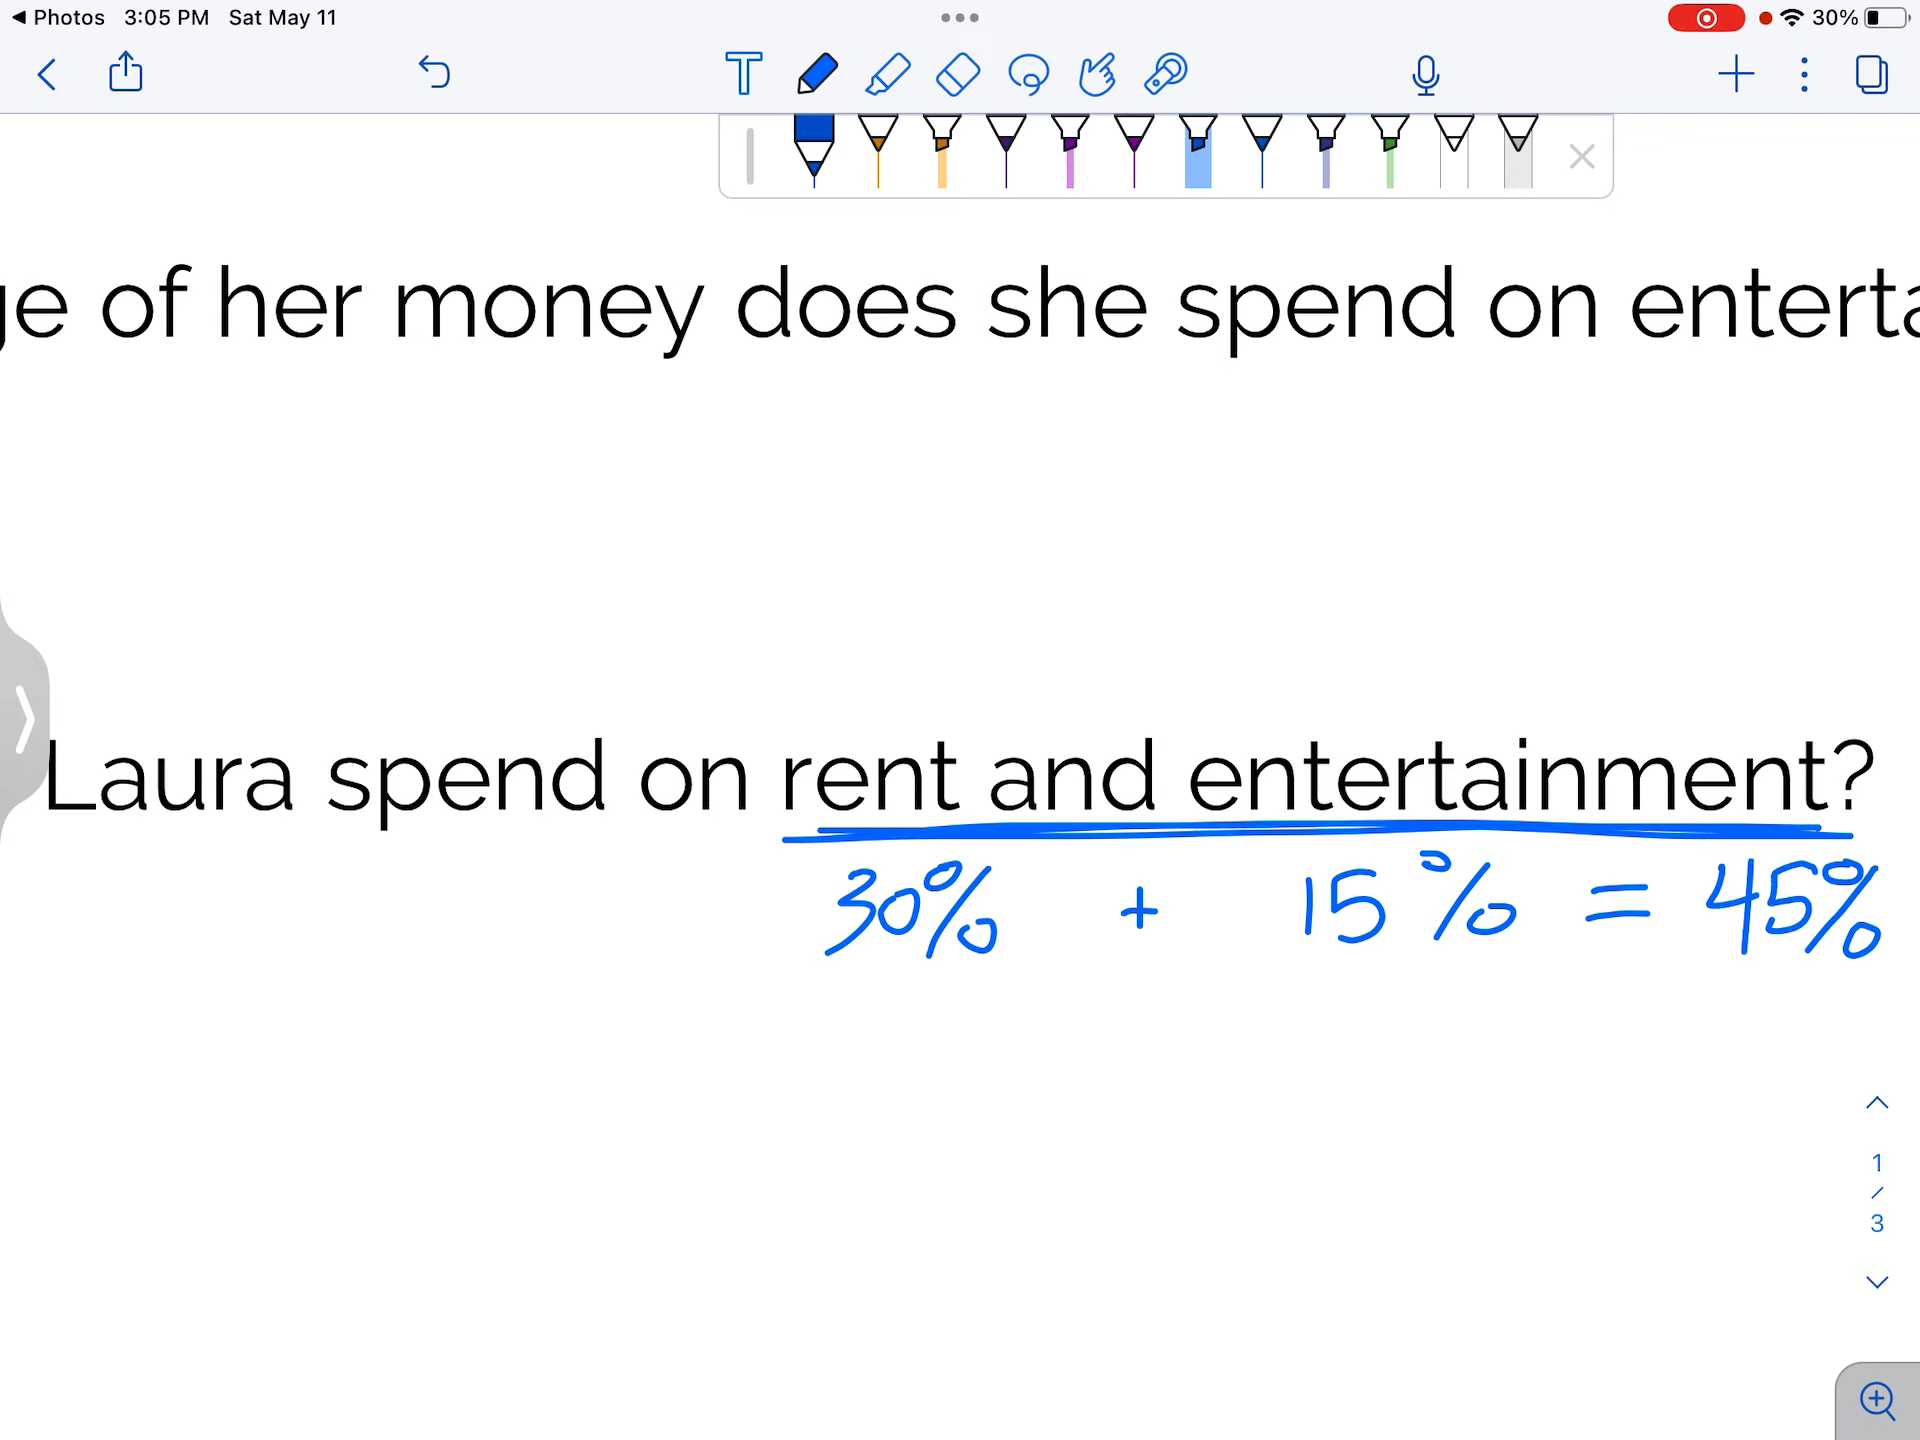 Photos 3:05 PM Sat May 11
30%
T
ge of her money does she spend on enterta
Laura spend on rent and entertainment?
30% + 15% = 45%
1
/
3